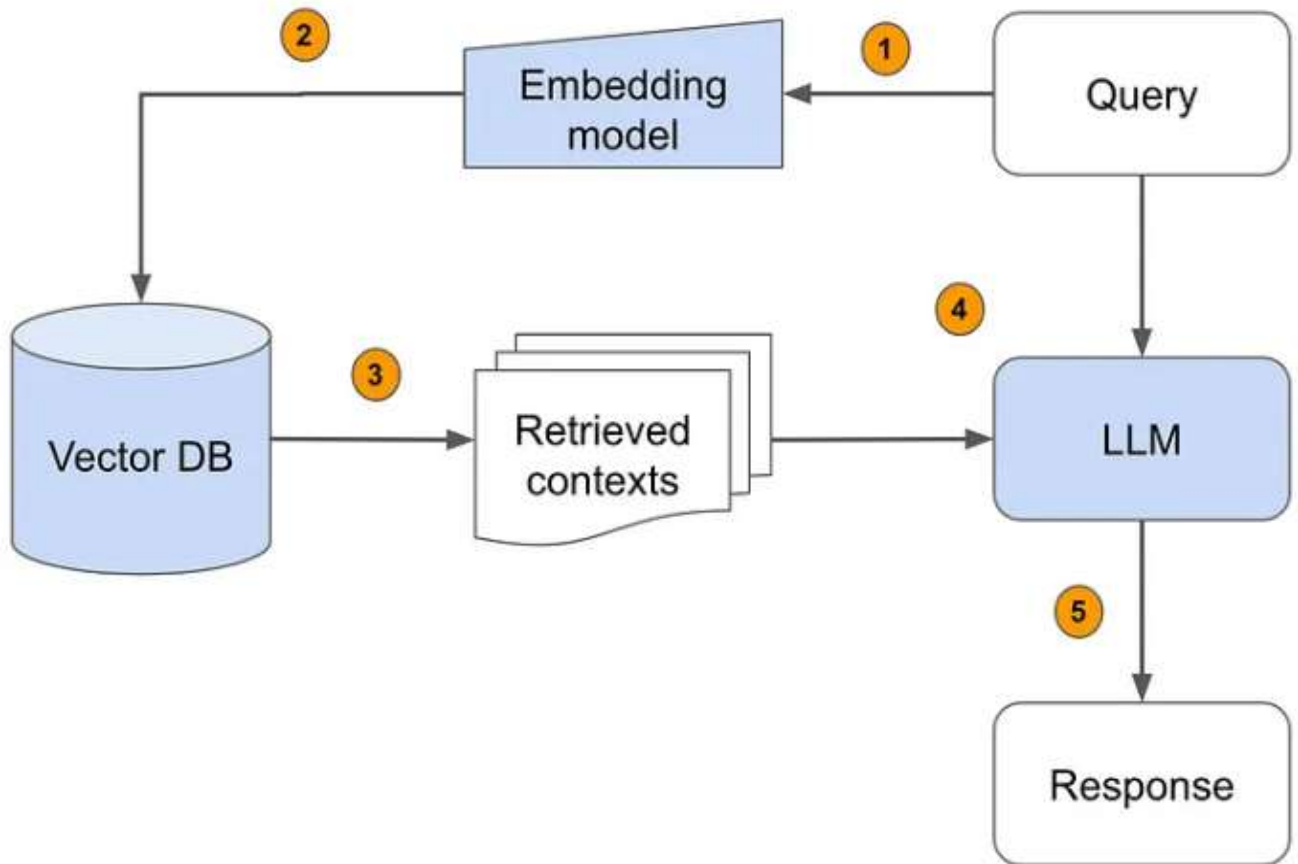 2
1
Embedding
model
Query
4
3
Vector DB
Retrieved
contexts
LLM
5
Response